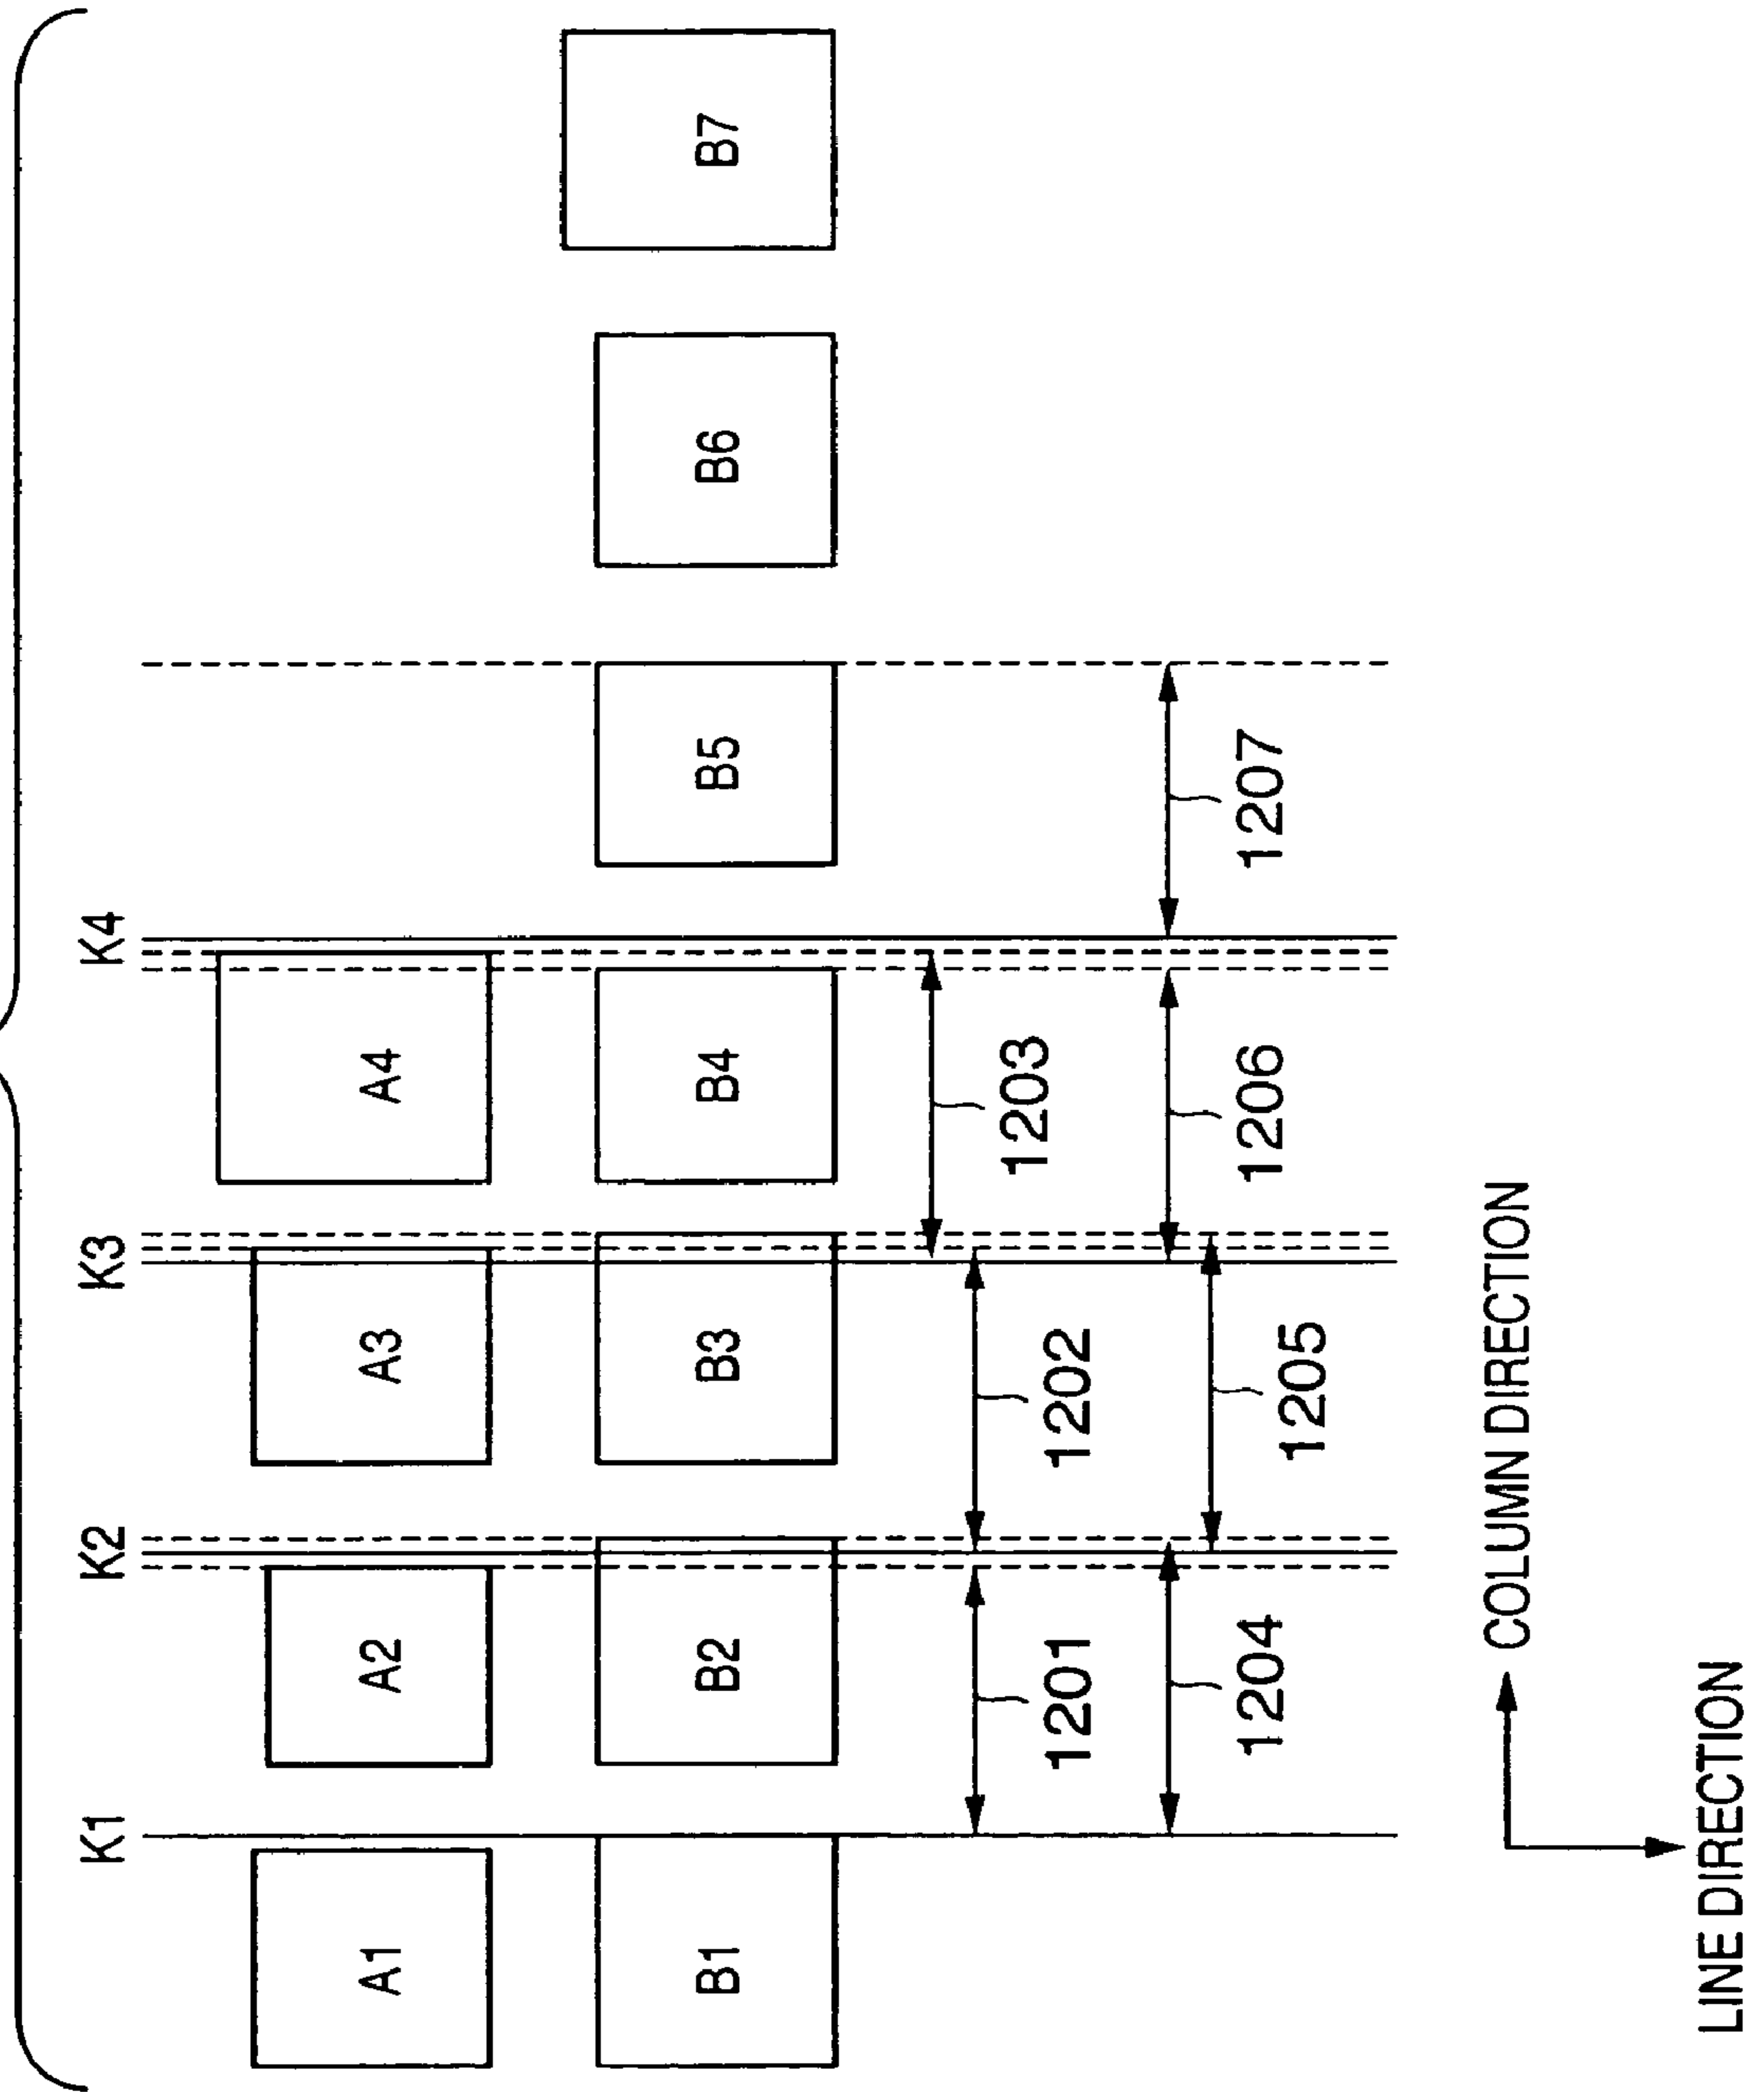 K1
K2
K3
K4
A1
A2
A3
A4
B1
B2
B3
B4
B5
B6
B7
1201
1202
1203
1204
1205
1206
1207
COLUMN DIRECTION
LINE DIRECTION